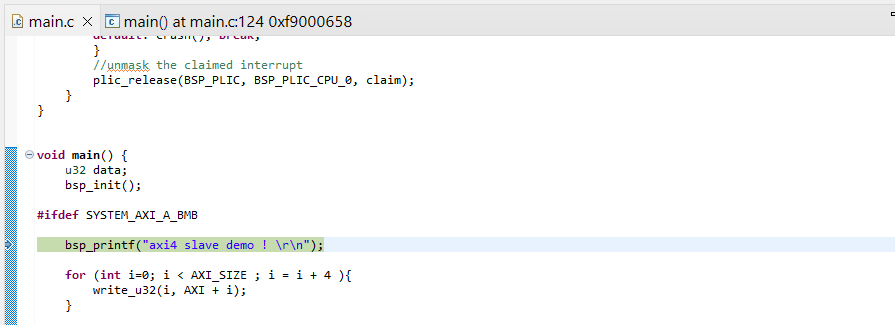 main.c main() at main.c:124 0xf9000658
default: crash(); break;
}
//unmask the claimed interrupt
plic_release(BSP_PLIC, BSP_PLIC_CPU_0, claim);
}
}
void main() {
u32 data;
bsp_init();
#ifdef SYSTEM_AXI_A_BMB
bsp_printf("axi4 slave demo ! \r\n");
for (int i=0; i < AXI_SIZE ; i = i + 4 ){
write_u32(i, AXI + i);
}